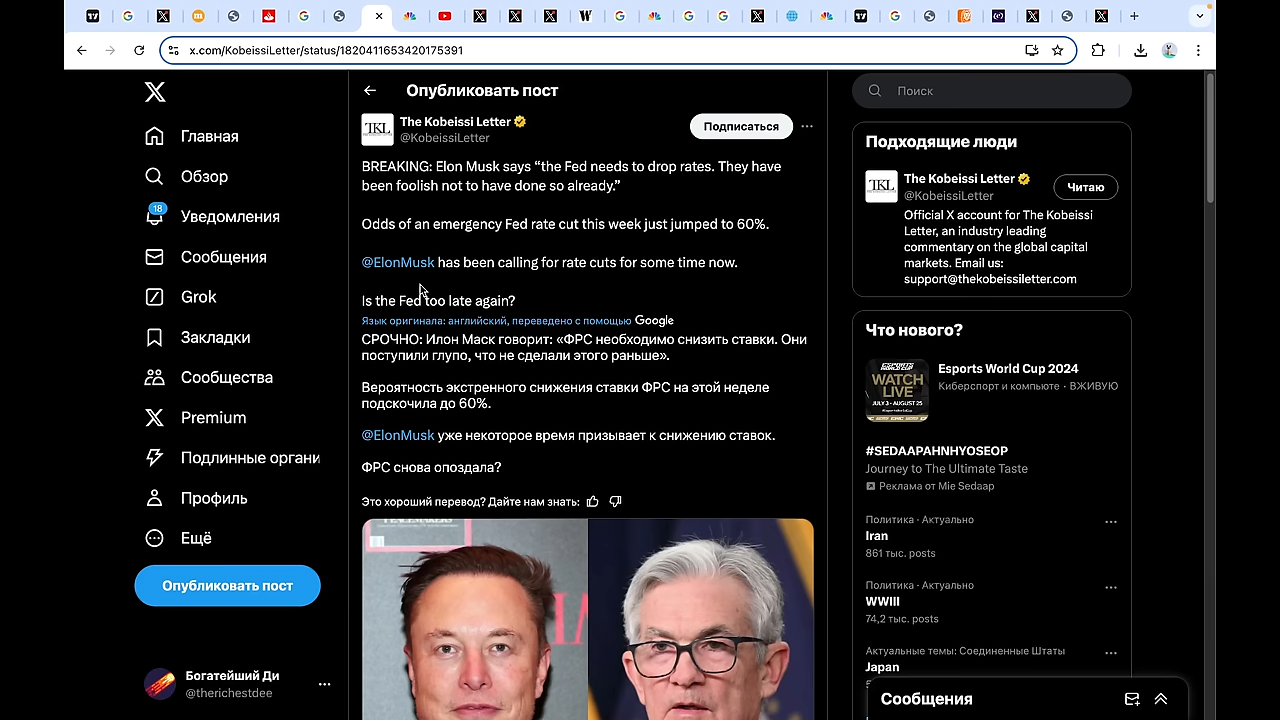 x.com/KobeissiLetter/status/1820411653420175391
Главная
Обзор
18
Уведомления
Сообщения
Grok
Закладки
Сообщества
Premium
Подлинные органи
Профиль
Ещё
Опубликовать пост
Богатейший Ди
@therichestdee
Опубликовать пост
TKL
The Kobeissi Letter
@KobeissiLetter
Подписаться
BREAKING: Elon Musk says “the Fed needs to drop rates. They have
been foolish not to have done so already.”
Odds of an emergency Fed rate cut this week just jumped to 60%.
@ElonMusk has been calling for rate cuts for some time now.
Is the Fed too late again?
Язык оригинала: английский, переведено с помощью Google
СРОЧНО: Илон Маск говорит: «ФРС необходимо снизить ставки. Они
поступили глупо, что не сделали этого раньше».
Вероятность экстренного снижения ставки ФРС на этой неделе
подскочила до 60%.
@ElonMusk уже некоторое время призывает к снижению ставок.
ФРС снова опоздала?
Это хороший перевод? Дайте нам знать:
Поиск
Подходящие люди
TKL
The Kobeissi Letter
@KobeissiLetter
Читаю
Official X account for The Kobeissi
Letter, an industry leading
commentary on the global capital
markets. Email us:
support@thekobeissiletter.com
Что нового?
WATCH
LIVE
JULY 3 - AUGUST 25
Esports World Cup 2024
Киберспорт и компьюте · ВЖИВУЮ
#SEDAAPAHNHYOSEOP
Journey to The Ultimate Taste
Реклама от Mie Sedaap
Политика · Актуально
Iran
861 тыс. posts
Политика · Актуально
WWIII
74,2 тыс. posts
Актуальные темы: Соединенные Штаты
Japan
Сообщения